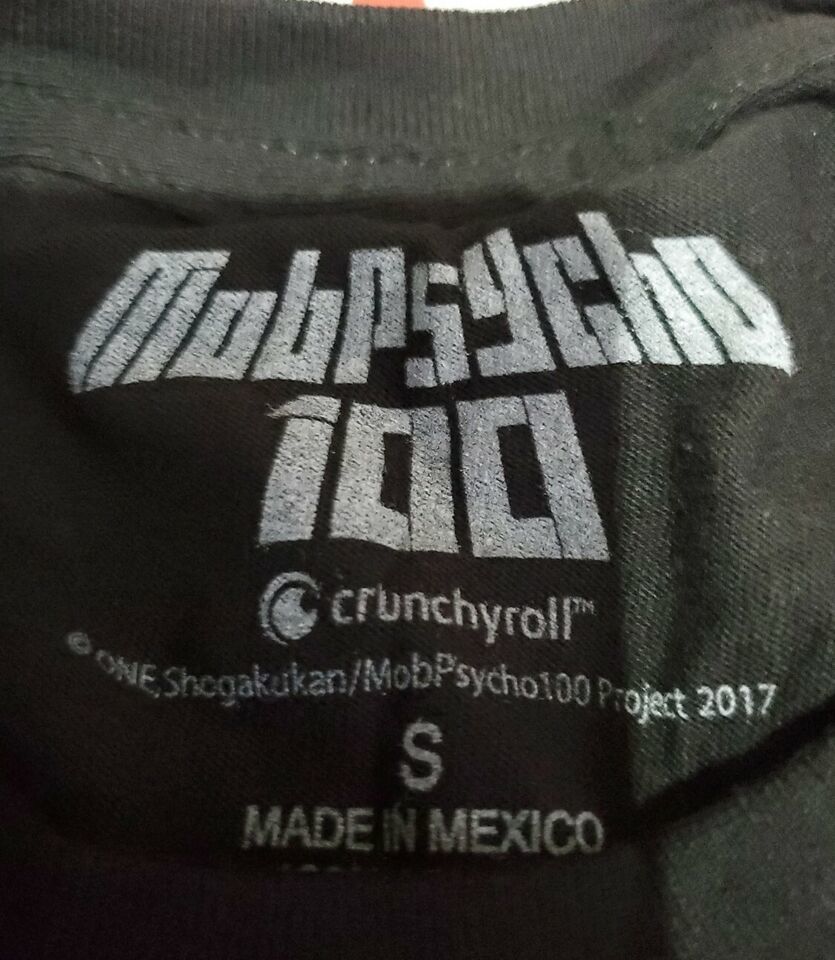 MobPsycho
100
crunchyroll™
© ONE, Shogakukan/MobPsycho100 Project 2017
S
MADE IN MEXICO